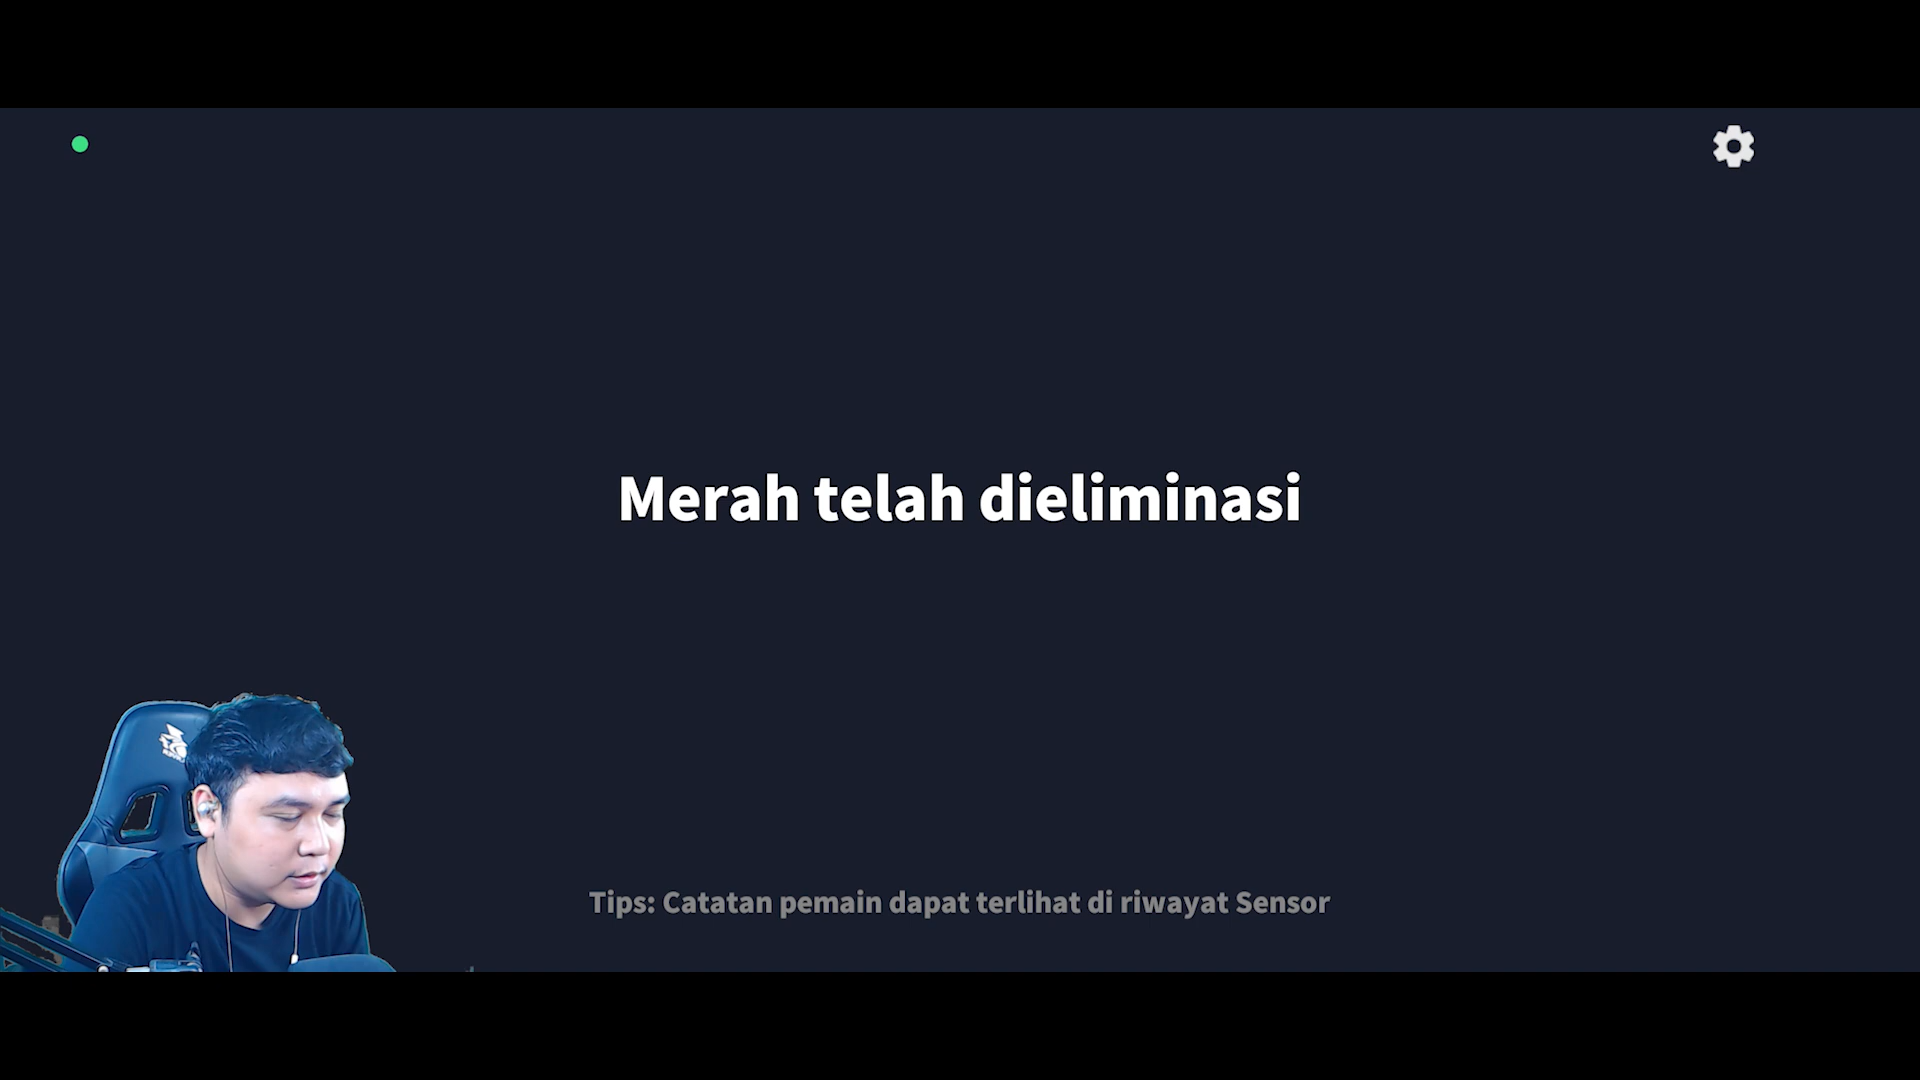 Merah telah dieliminasi
Tips: Catatan pemain dapat terlihat di riwayat Sensor